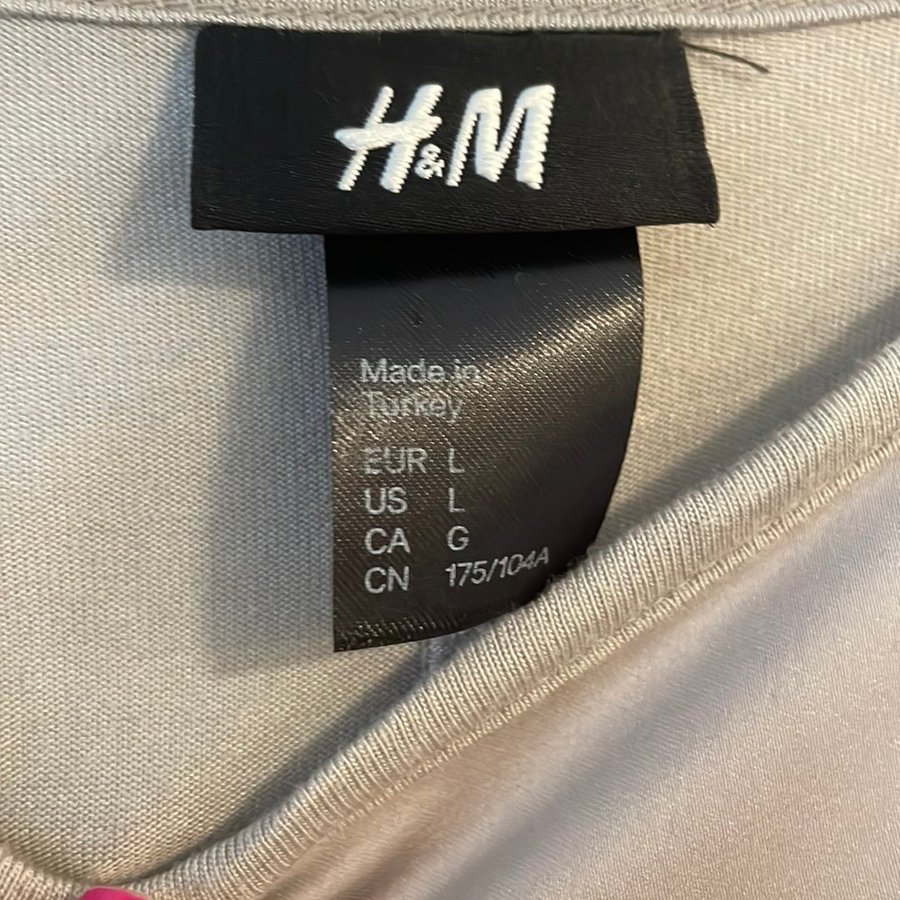 H&M
Made in
Turkey
EUR L
US L
CA G
CN 175/104A